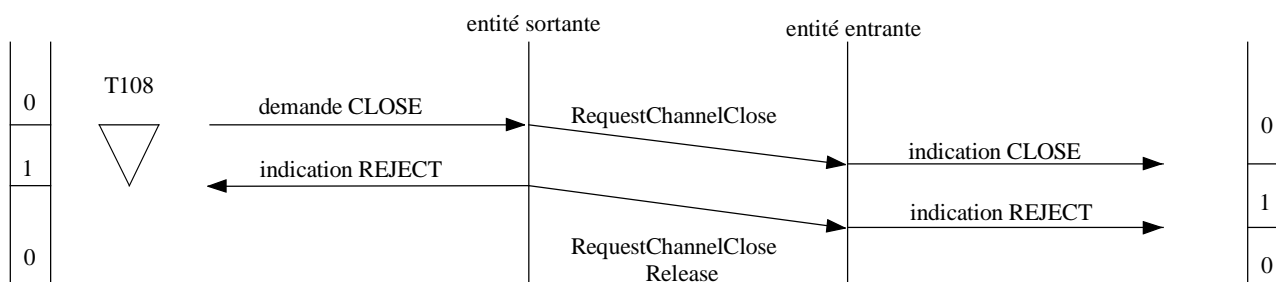 entité sortante
entité entrante
T108
0
demande CLOSE
RequestChannelClose
0
1
indication REJECT
indication CLOSE
1
indication REJECT
0
RequestChannelClose
Release
0